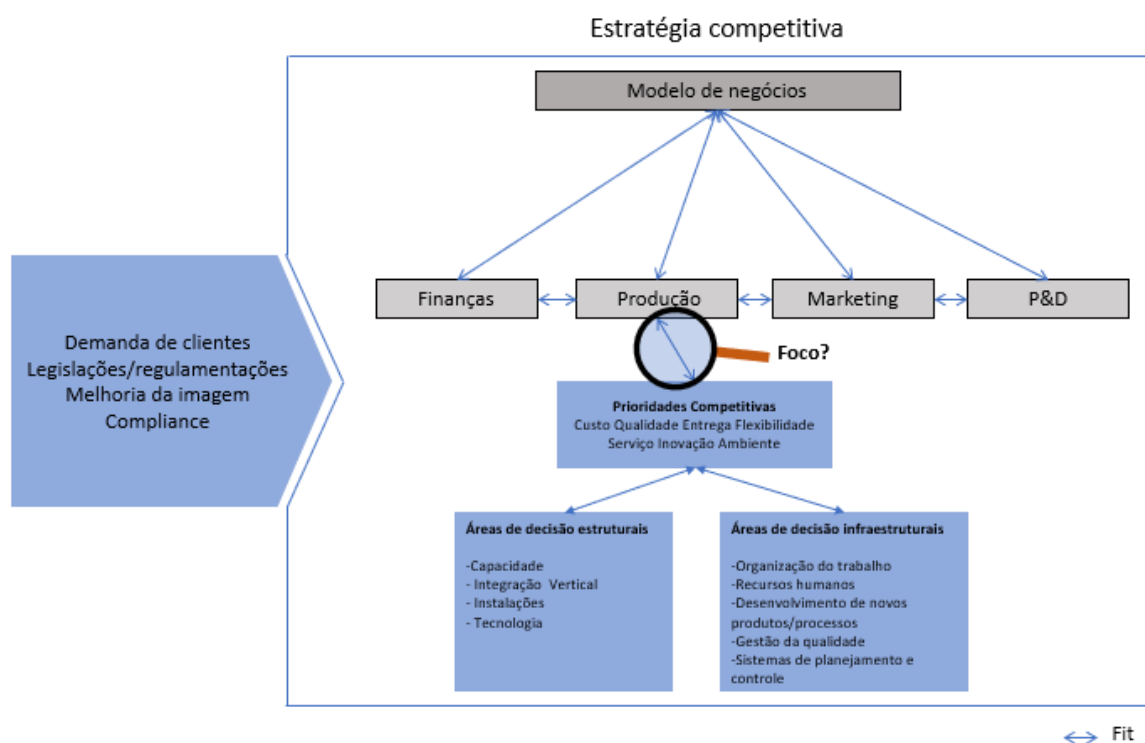 Estratégia competitiva
Modelo de negócios
Finanças
Produção
Marketing
P&D
Demanda de clientes
Legislações/regulamentações
Melhoria da imagem
Compliance
Foco?
Prioridades Competitivas
Custo Qualidade Entrega Flexibilidade
Serviço Inovação Ambiente
Áreas de decisão estruturais
-Capacidade
- Integração Vertical
- Instalações
- Tecnologia
Áreas de decisão infraestruturais
-Organização do trabalho
-Recursos humanos
-Desenvolvimento de novos
produtos/processos
-Gestão da qualidade
-Sistemas de planejamento e
controle
Fit